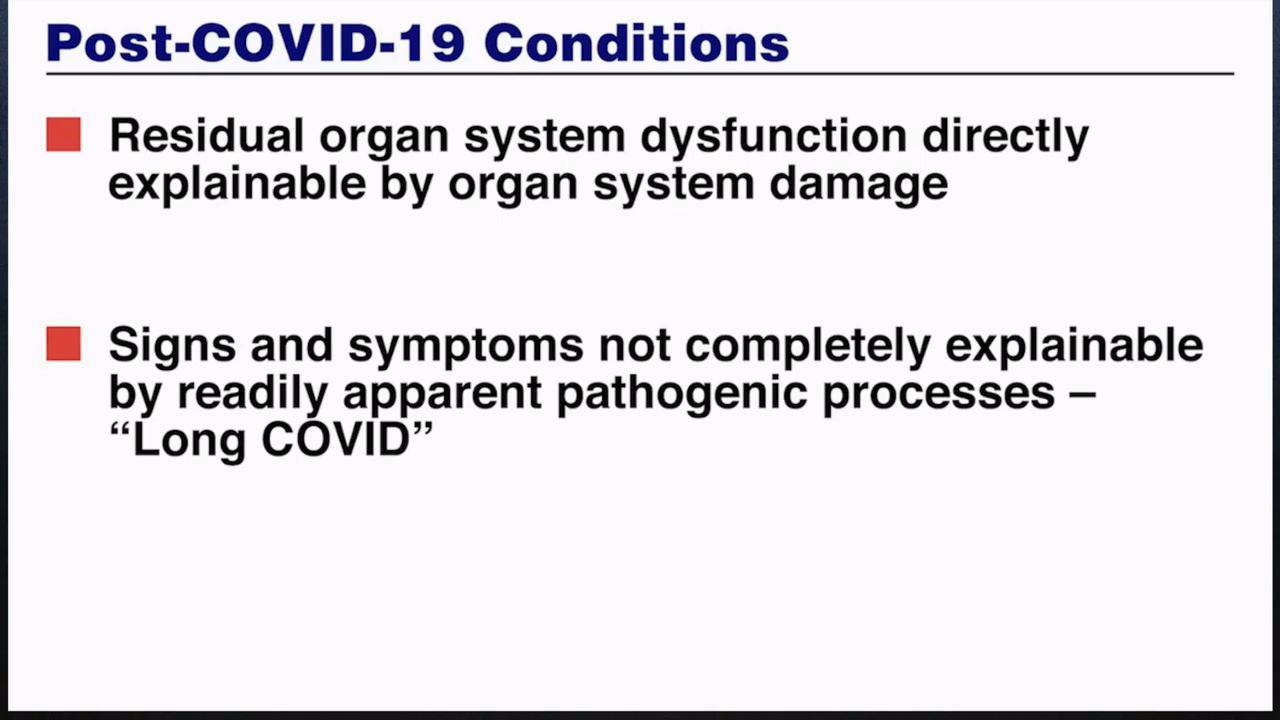 Post-COVID-19 Conditions
Residual organ system dysfunction directly
explainable by organ system damage
Signs and symptoms not completely explainable
by readily apparent pathogenic processes –
“Long COVID”